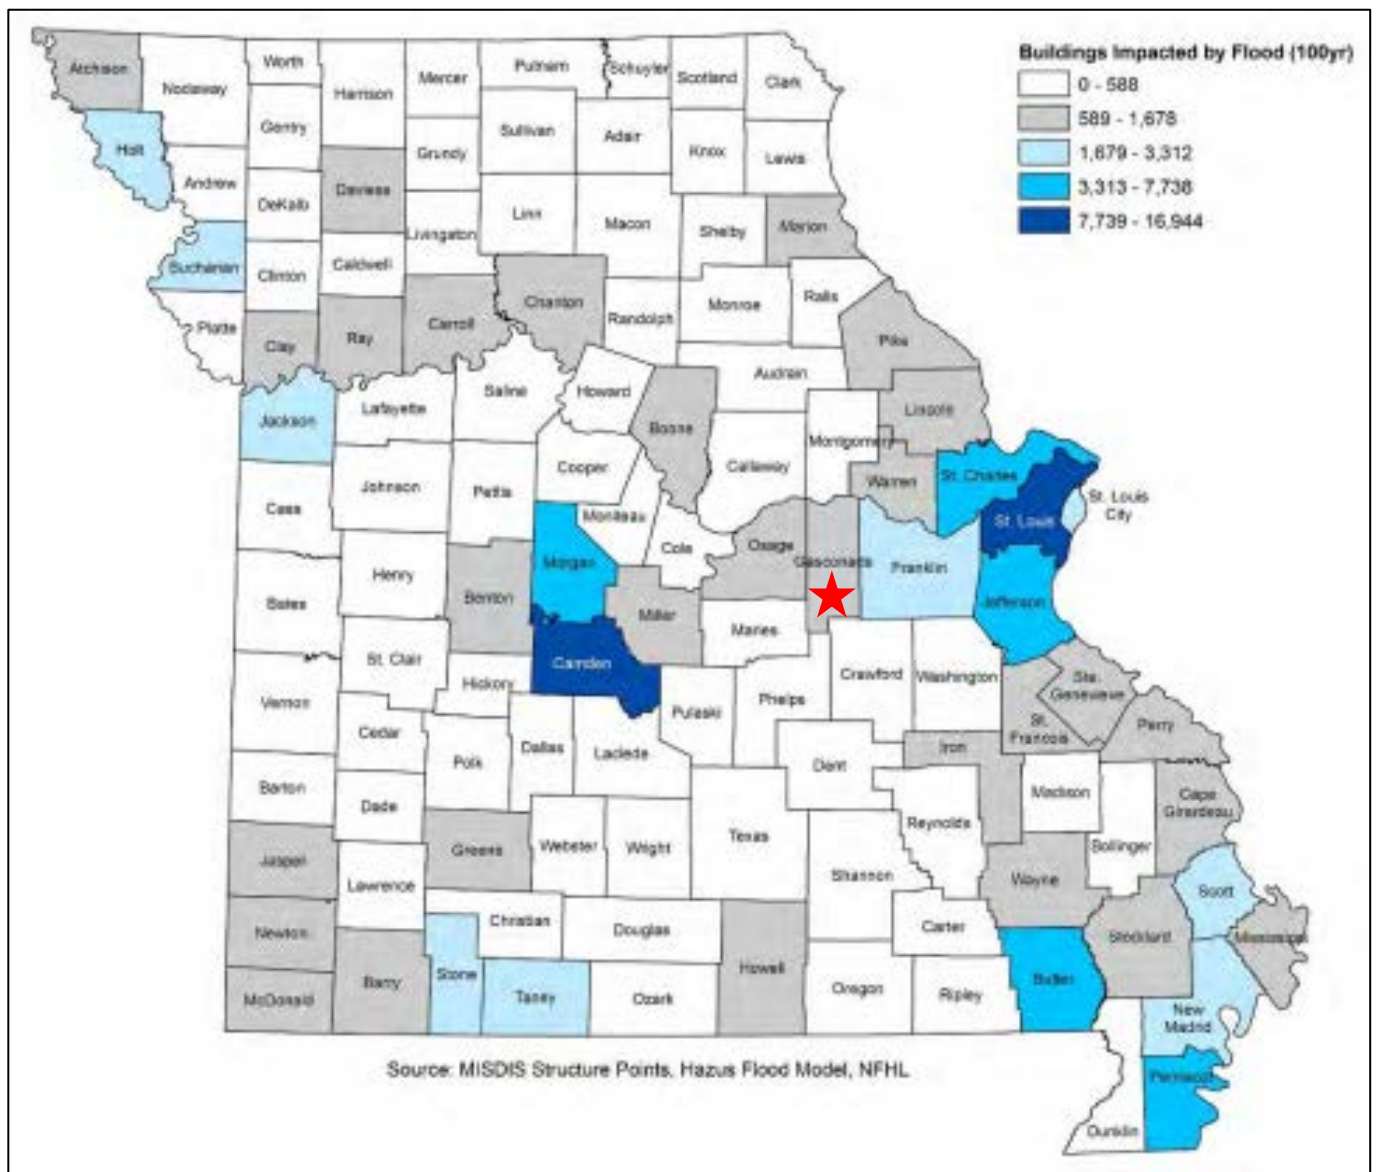 Buildings Impacted by Flood (100yr)
0 - 588
589 - 1,678
1,679 - 3,312
3,313 - 7,738
7,739 - 16,944
Atchison
Nodaway
Worth
Harrison
Mercer
Putnam
Schuyler
Scotland
Clark
Holt
Gentry
Sullivan
Adair
Knox
Lewis
Grundy
Andrew
DeKalb
Daviess
Linn
Macon
Shelby
Marion
Livingston
Buchanan
Clinton
Caldwell
Chariton
Monroe
Ralls
Platte
Clay
Ray
Carroll
Randolph
Pike
Audrain
Saline
Howard
Jackson
Lafayette
Boone
Lincoln
Montgomery
Cooper
Callaway
Warren
St. Charles
Johnson
Pettis
St. Louis
City
Cass
Moniteau
St. Louis
Cole
Osage
Gasconade
Franklin
Morgan
Henry
Bates
Benton
Miller
Maries
Jefferson
St. Clair
Camden
Hickory
Crawford
Washington
Ste.
Genevieve
Vernon
Phelps
Pulaski
St.
Francois
Perry
Cedar
Polk
Dallas
Laclede
Iron
Dent
Barton
Dade
Madison
Cape
Girardeau
Texas
Reynolds
Greene
Webster
Wright
Bollinger
Jasper
Lawrence
Shannon
Wayne
Scott
Christian
Douglas
Carter
Newton
Stoddard
Mississippi
Barry
Stone
Taney
Howell
Butler
McDonald
Ozark
Oregon
Ripley
New
Madrid
Pemiscot
Dunklin
Source: MISDIS Structure Points, Hazus Flood Model, NFHL